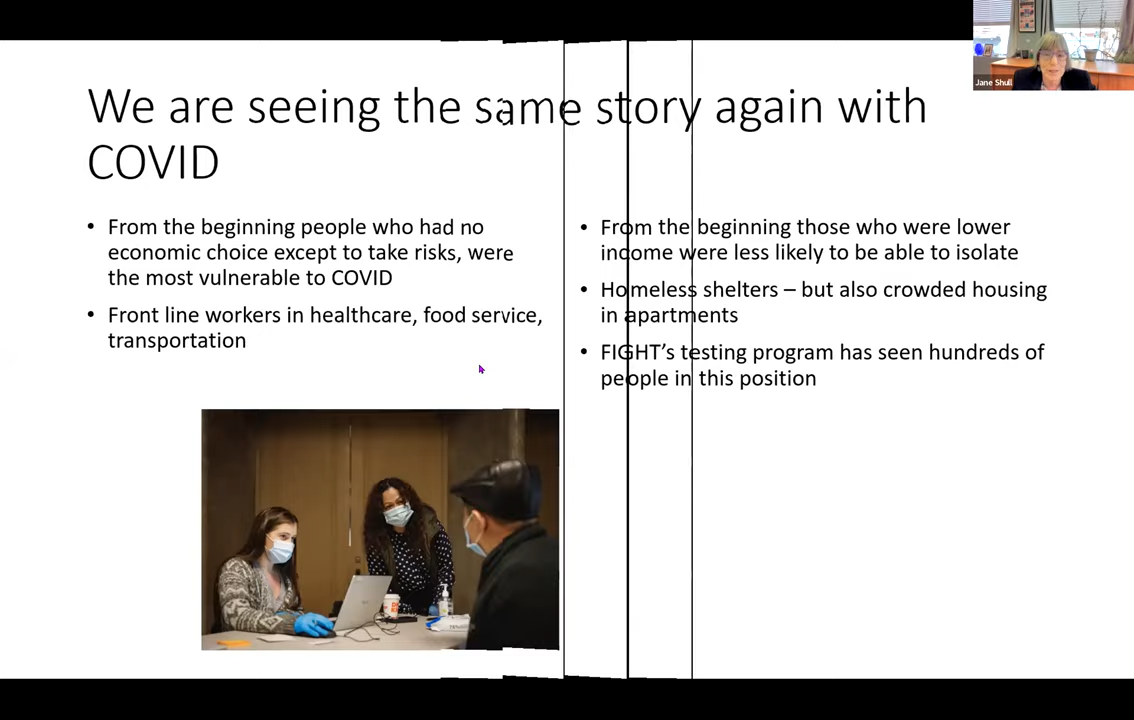 Jane Shull
We are seeing the same story again with
COVID
• From the beginning people who had no
economic choice except to take risks, were
the most vulnerable to COVID
• Front line workers in healthcare, food service,
transportation
• From the beginning those who were lower
income were less likely to be able to isolate
• Homeless shelters – but also crowded housing
in apartments
• FIGHT’s testing program has seen hundreds of
people in this position